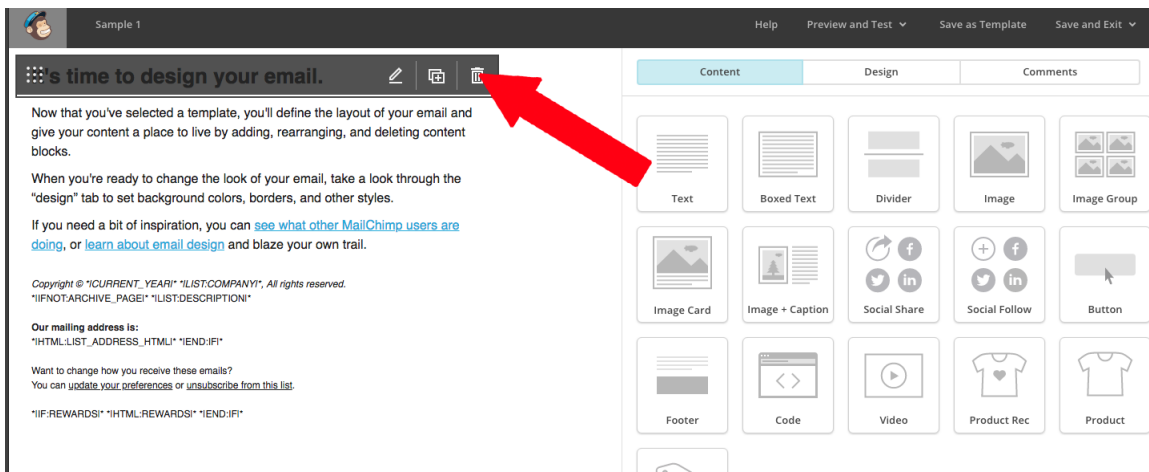 Sample 1
Help
Preview and Test
Save as Template
Save and Exit
's time to design your email.
Now that you've selected a template, you'll define the layout of your email and
give your content a place to live by adding, rearranging, and deleting content
blocks.
When you're ready to change the look of your email, take a look through the
“design” tab to set background colors, borders, and other styles.
If you need a bit of inspiration, you can see what other MailChimp users are
doing, or learn about email design and blaze your own trail.
Copyright © *|CURRENT_YEAR|* *|LIST:COMPANY|*, All rights reserved.
*|IFNOT:ARCHIVE_PAGE|* *|LIST:DESCRIPTION|*
Our mailing address is:
*|HTML:LIST_ADDRESS_HTML|* *|END:IF|*
Want to change how you receive these emails?
You can update your preferences or unsubscribe from this list.
*|IF:REWARDS|* *|HTML:REWARDS|* *|END:IF|*
Content
Design
Comments
Text
Boxed Text
Divider
Image
Image Group
Image Card
Image + Caption
Social Share
Social Follow
Button
Footer
Code
Video
Product Rec
Product